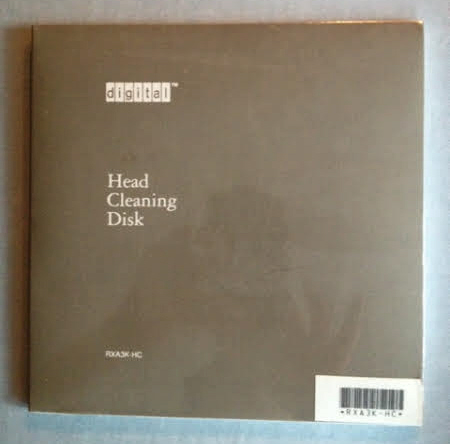 digital™
Head
Cleaning
Disk
RXA3K-HC
*RXA3K-HC*